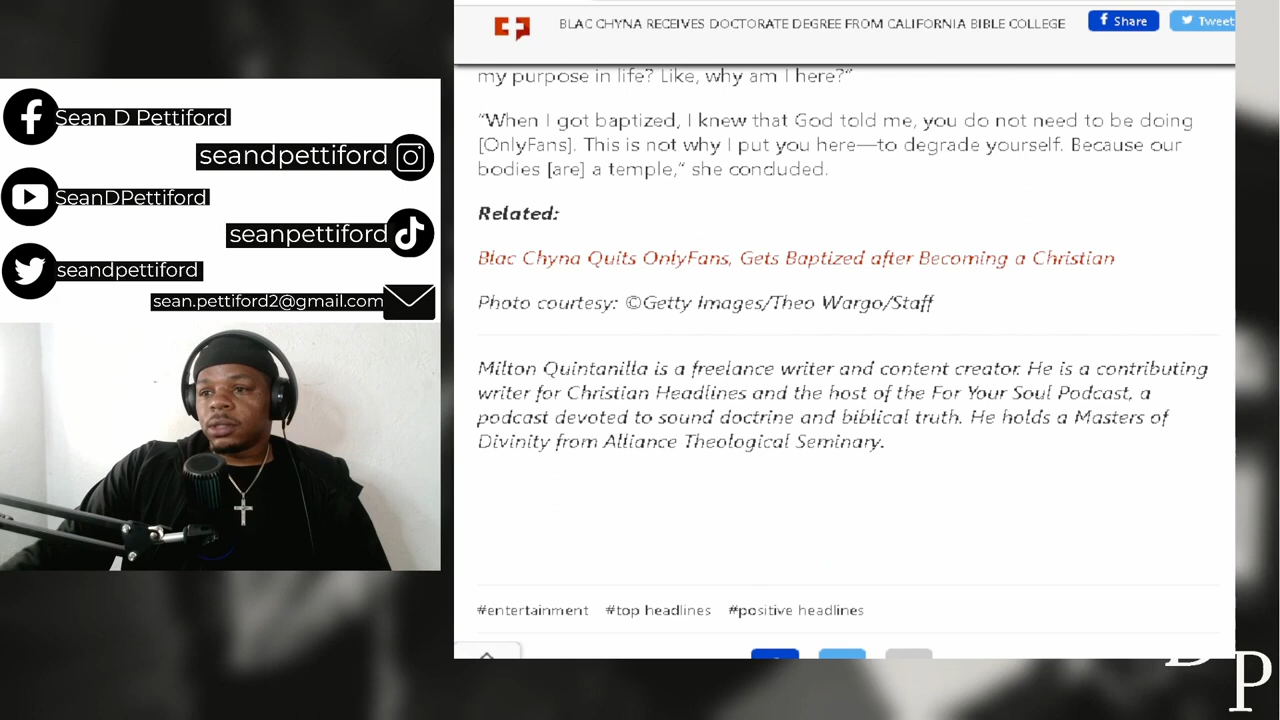 Sean D Pettiford
seandpettiford
SeanDPettiford
seanpettiford
seandpettiford
sean.pettiford2@gmail.com
BLAC CHYNA RECEIVES DOCTORATE DEGREE FROM CALIFORNIA BIBLE COLLEGE
Share
Tweet
my purpose in life? Like, why am I here?”
“When I got baptized, I knew that God told me, you do not need to be doing
[OnlyFans]. This is not why I put you here—to degrade yourself. Because our
bodies [are] a temple,” she concluded.
Related:
Blac Chyna Quits OnlyFans, Gets Baptized after Becoming a Christian
Photo courtesy: ©Getty Images/Theo Wargo/Staff
Milton Quintanilla is a freelance writer and content creator. He is a contributing
writer for Christian Headlines and the host of the For Your Soul Podcast, a
podcast devoted to sound doctrine and biblical truth. He holds a Masters of
Divinity from Alliance Theological Seminary.
#entertainment #top headlines #positive headlines
P